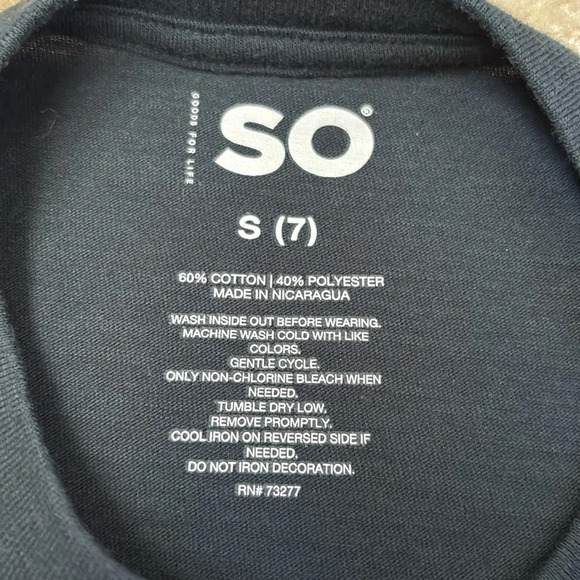 GOODS FOR LIFE
SO®
S (7)
60% COTTON | 40% POLYESTER
MADE IN NICARAGUA
WASH INSIDE OUT BEFORE WEARING.
MACHINE WASH COLD WITH LIKE
COLORS.
GENTLE CYCLE.
ONLY NON-CHLORINE BLEACH WHEN
NEEDED.
TUMBLE DRY LOW.
REMOVE PROMPTLY.
COOL IRON ON REVERSED SIDE IF
NEEDED.
DO NOT IRON DECORATION.
RN# 73277